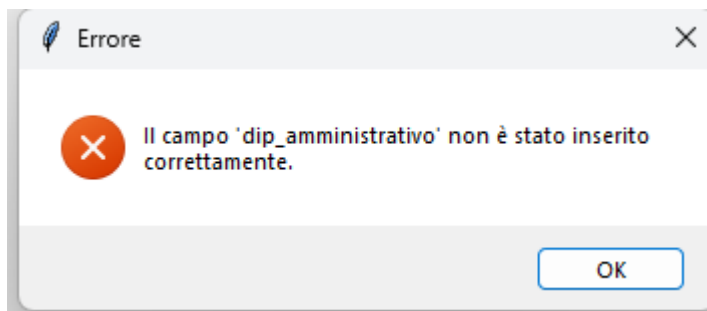 Errore
Il campo 'dip_amministrativo' non è stato inserito
correttamente.
OK